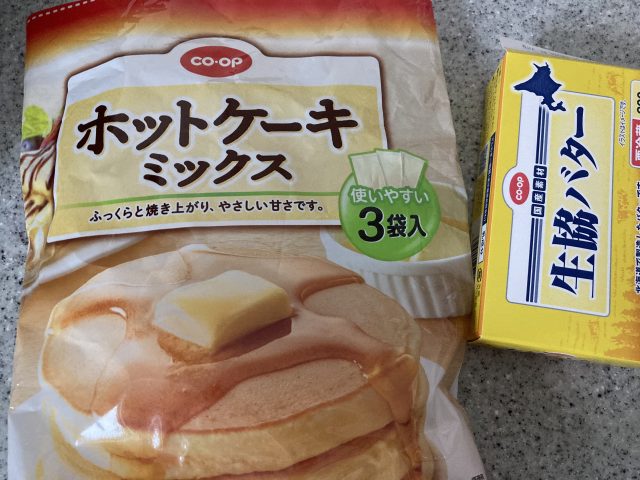 CO·OP
ホットケーキ
ミックス
ふっくらと焼き上がり、やさしい甘さです。
使いやすい
3袋入
CO·OP
国産素材
生協バター